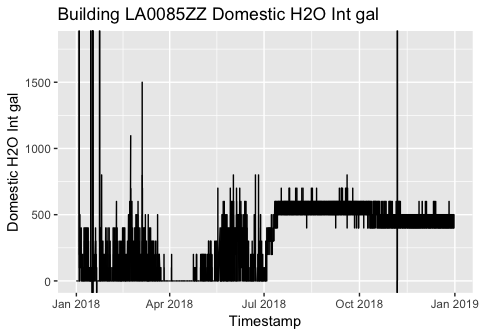 Building LA0085ZZ Domestic H2O Int gal
Domestic H2O Int gal
1500
1000
500
0
Jan 2018
Apr 2018
Jul 2018
Oct 2018
Jan 2019
Timestamp